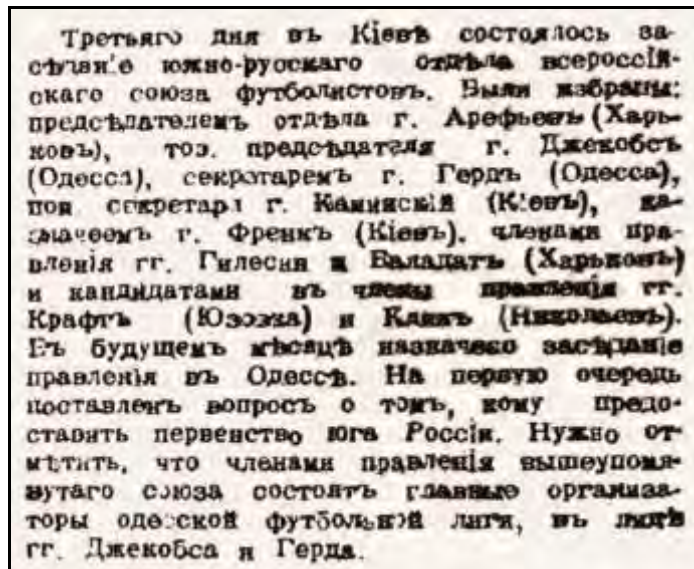 Третьяго дня въ Кіевѣ состоялось за-
сѣданіе южно-русскаго отдѣла всероссій-
скаго союза футболистовъ. Были избраны:
предсѣдателемъ отдѣла г. Арефьевъ (Харь-
ковъ), тов. предсѣдателя г. Джекобсъ
(Одесса), секретаремъ г. Гердъ (Одесса),
пом секретаря г. Каминскій (Кіевъ), ка-
значеемъ г. Френкъ (Кіевъ), членами пра-
вленія гг. Гилесия и Баладатъ (Харьковъ)
и кандидатами въ члены правленія гг.
Крафтъ (Юзовка) и Клиъ (Николаевъ).
Въ будущемъ мѣсяцѣ назначено засѣданіе
правленія въ Одессѣ. На первую очередь
поставленъ вопросъ о томъ, кому предо-
ставить первенство юга Россіи. Нужно от-
мѣтить, что членами правленія вышеупомя-
нутаго союза состоятъ главные организа-
торы одесской футбольной лиги, въ лицѣ
гг. Джекобса и Герда.